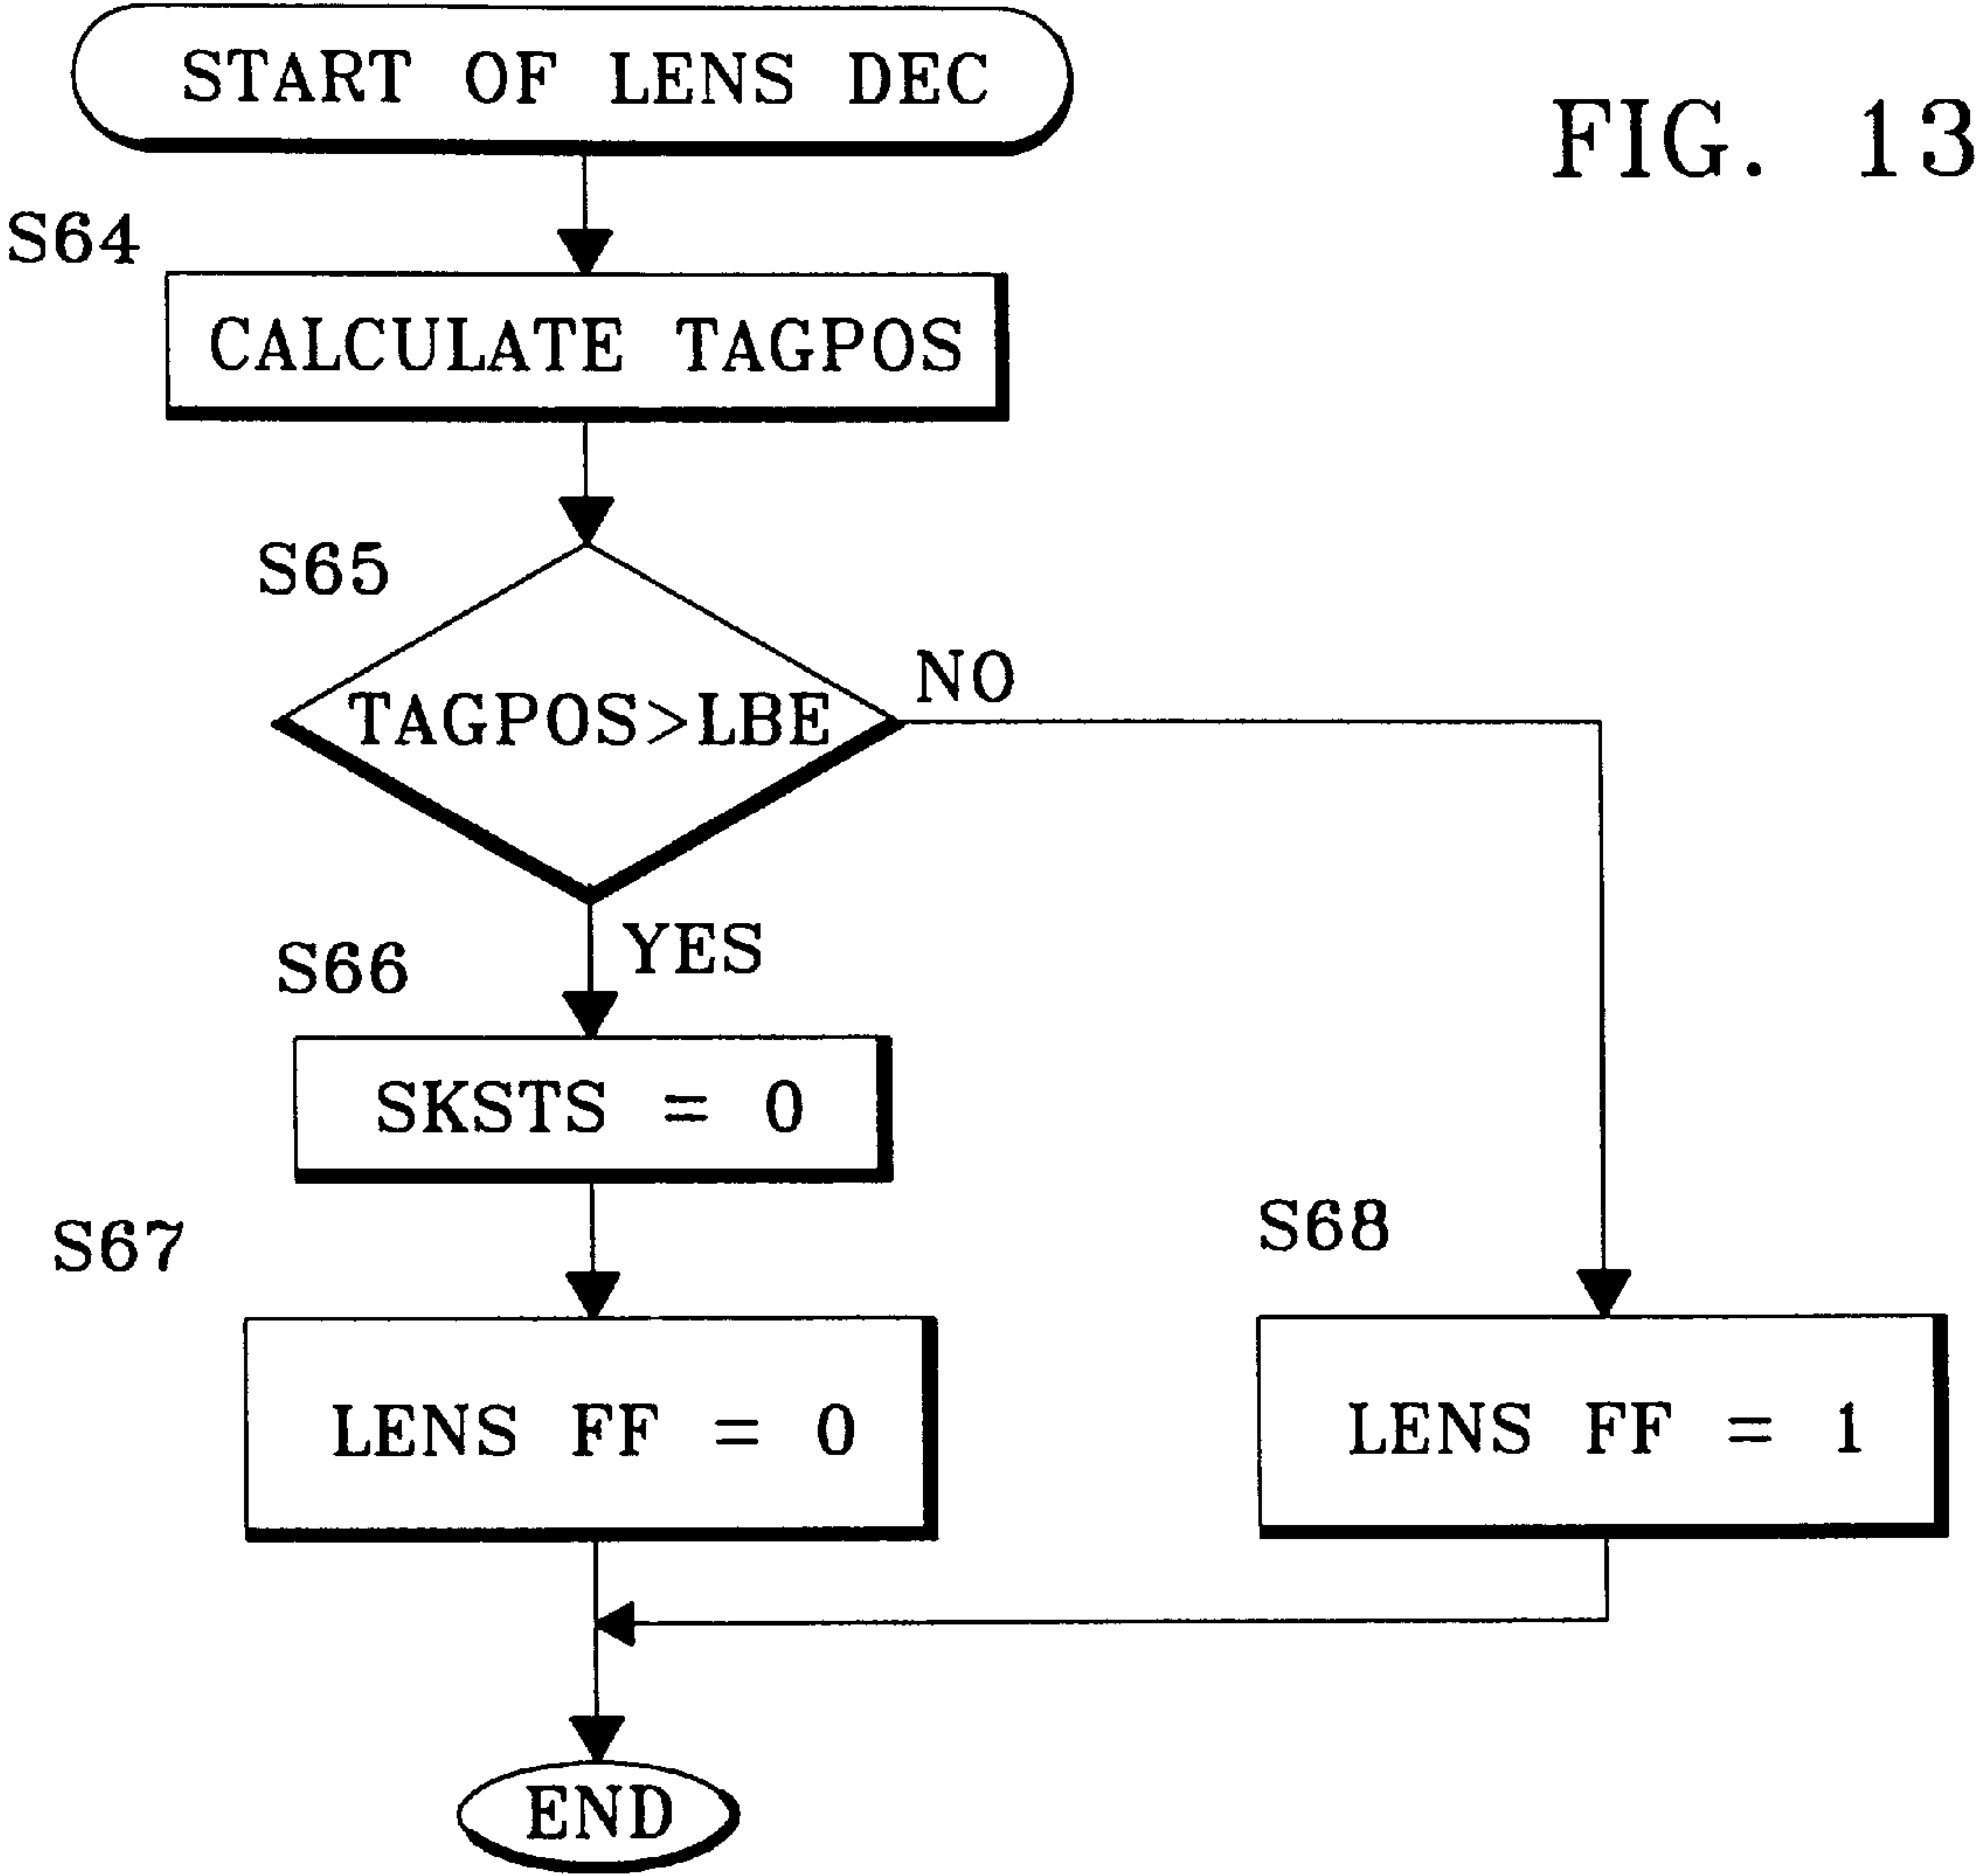 START OF LENS DEC
FIG. 13
S64
CALCULATE TAGPOS
S65
NO
TAGPOS>LBE
YES
S66
SKSTS = 0
S67
S68
LENS FF = 0
LENS FF = 1
END